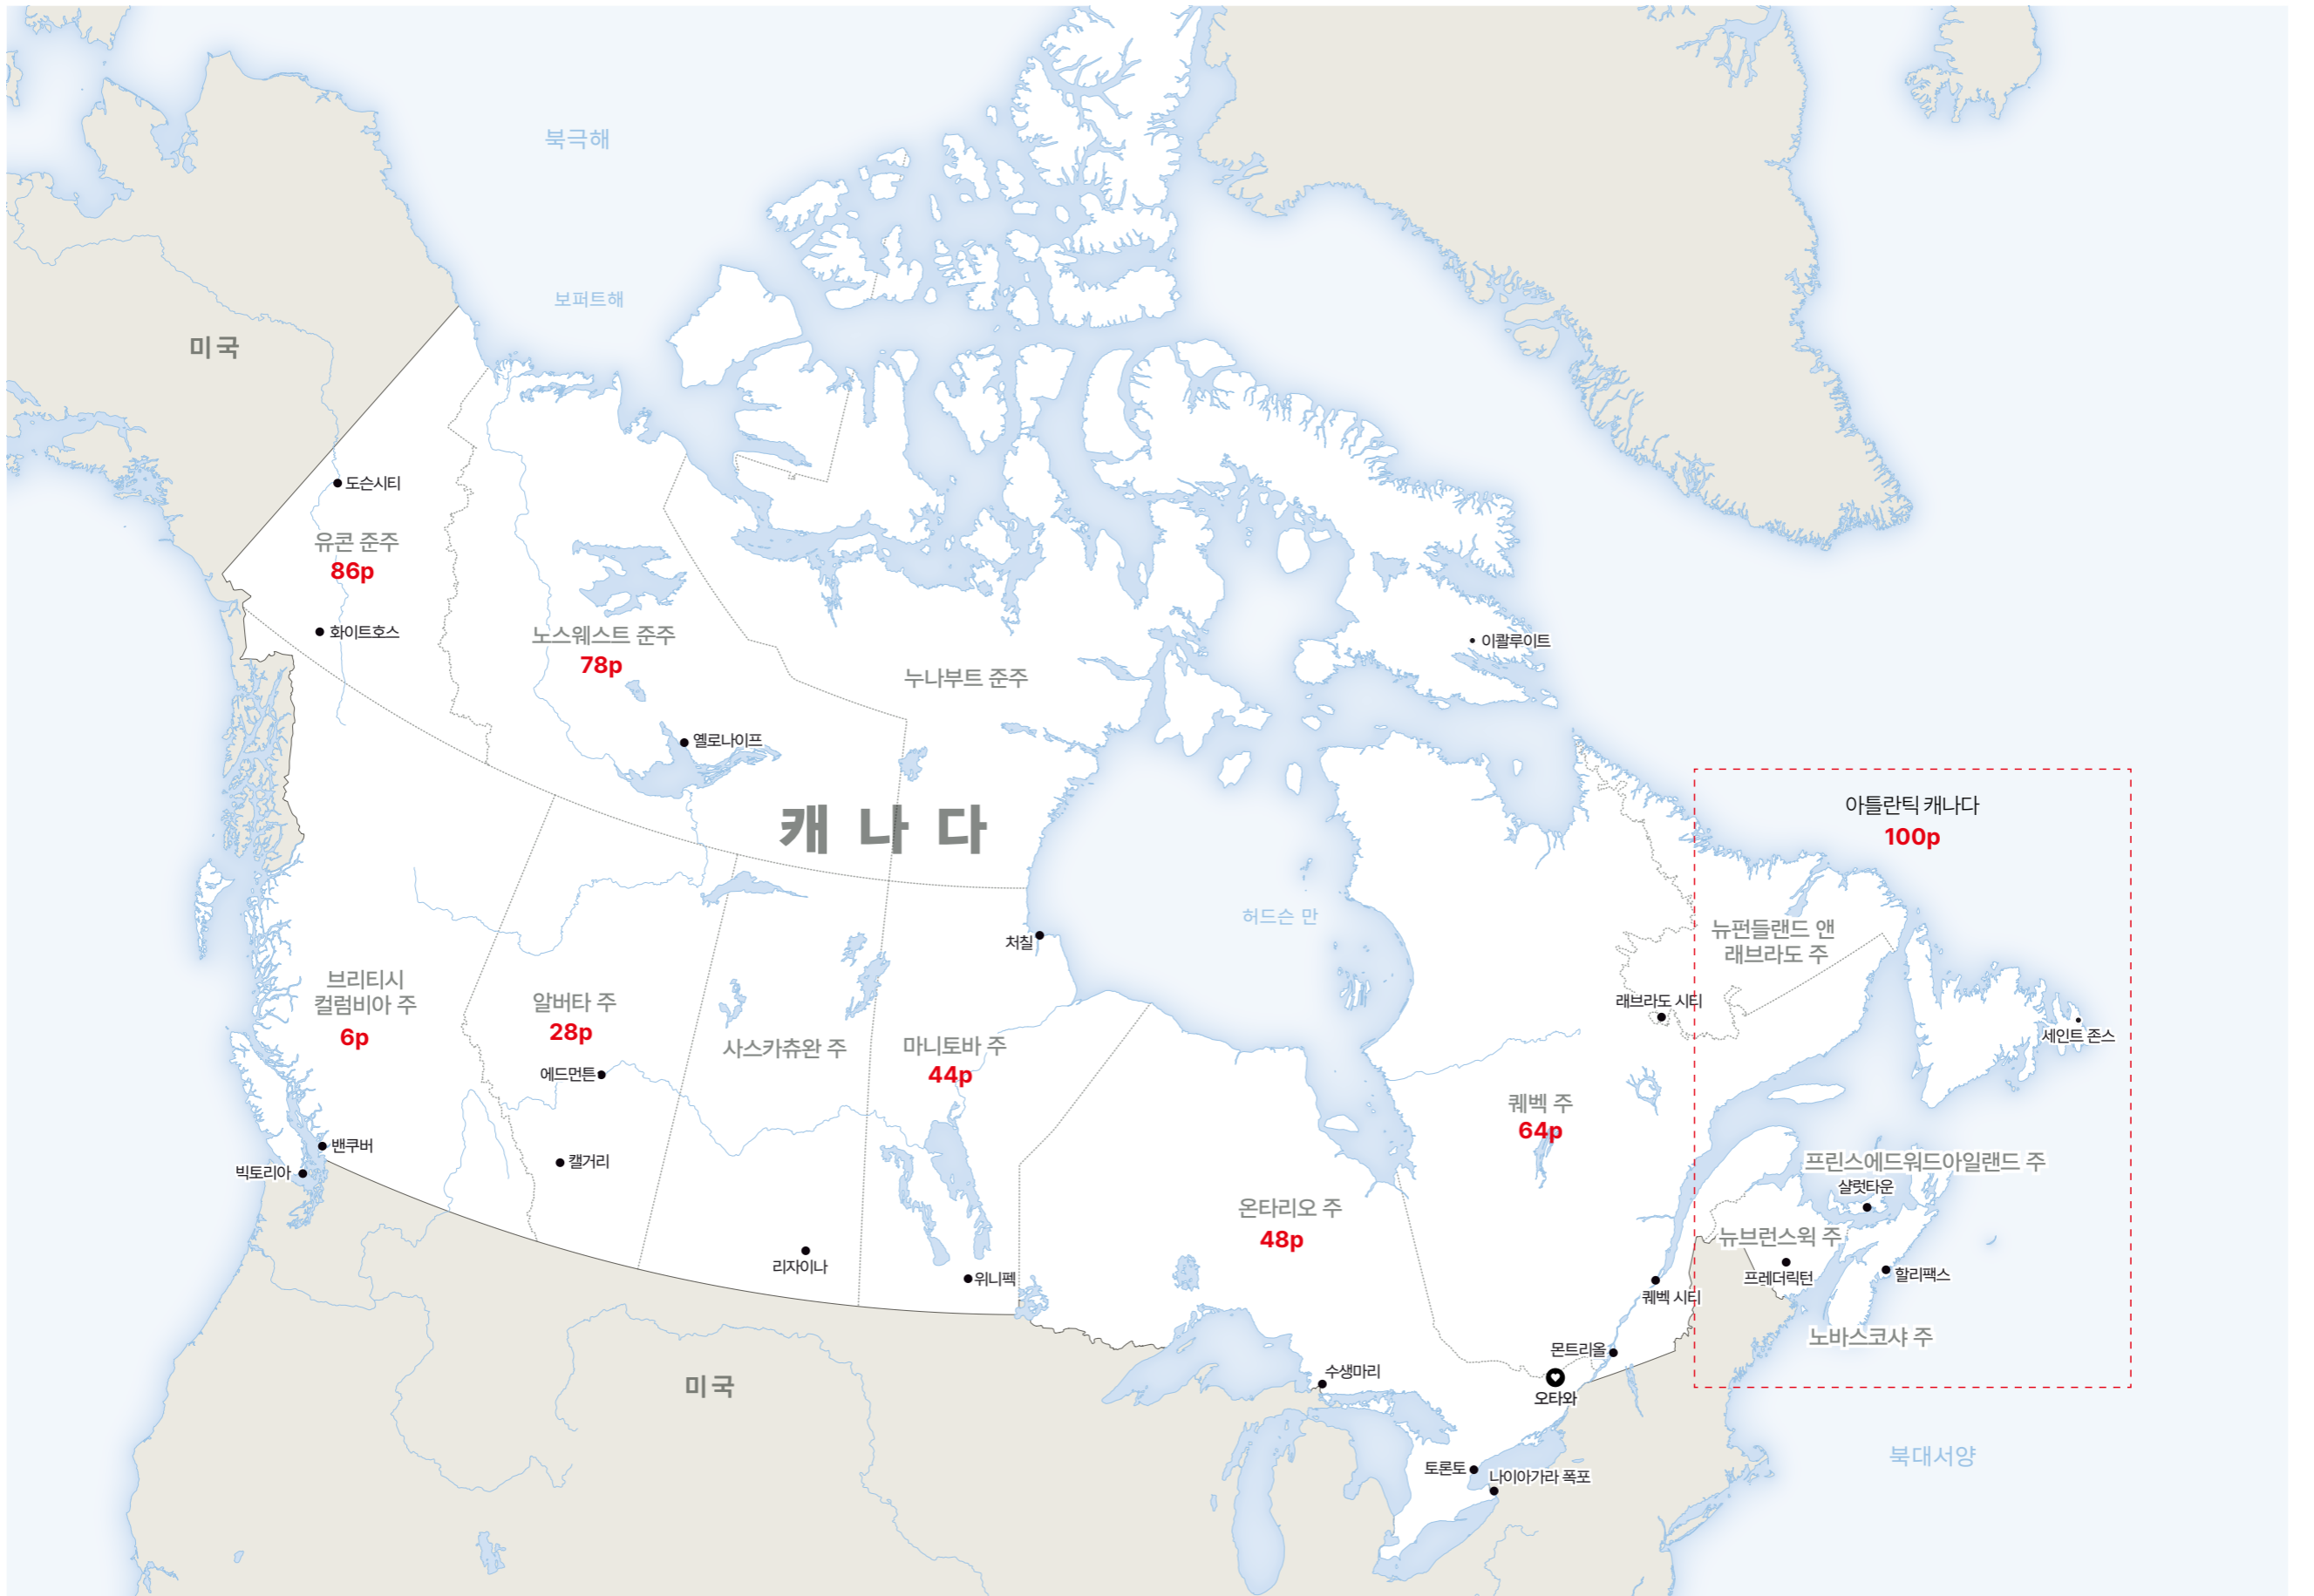 북극해
보퍼트해
미국
도슨시티
유콘 준주
86p
화이트호스
노스웨스트 준주
78p
누나부트 준주
이콸루이트
옐로나이프
캐나다
아틀란틱 캐나다
100p
허드슨 만
처칠
뉴펀들랜드 앤
래브라도 주
브리티시
컬럼비아 주
6p
알버타 주
28p
에드먼튼
사스카츄완 주
마니토바 주
44p
래브라도 시티
세인트 존스
퀘벡 주
64p
밴쿠버
빅토리아
캘거리
프린스에드워드아일랜드 주
샬럿타운
온타리오 주
48p
뉴브런스윅 주
프레더릭턴
할리팩스
리자이나
위니펙
퀘벡 시티
노바스코샤 주
몬트리올
수생마리
오타와
미국
북대서양
토론토
나이아가라 폭포